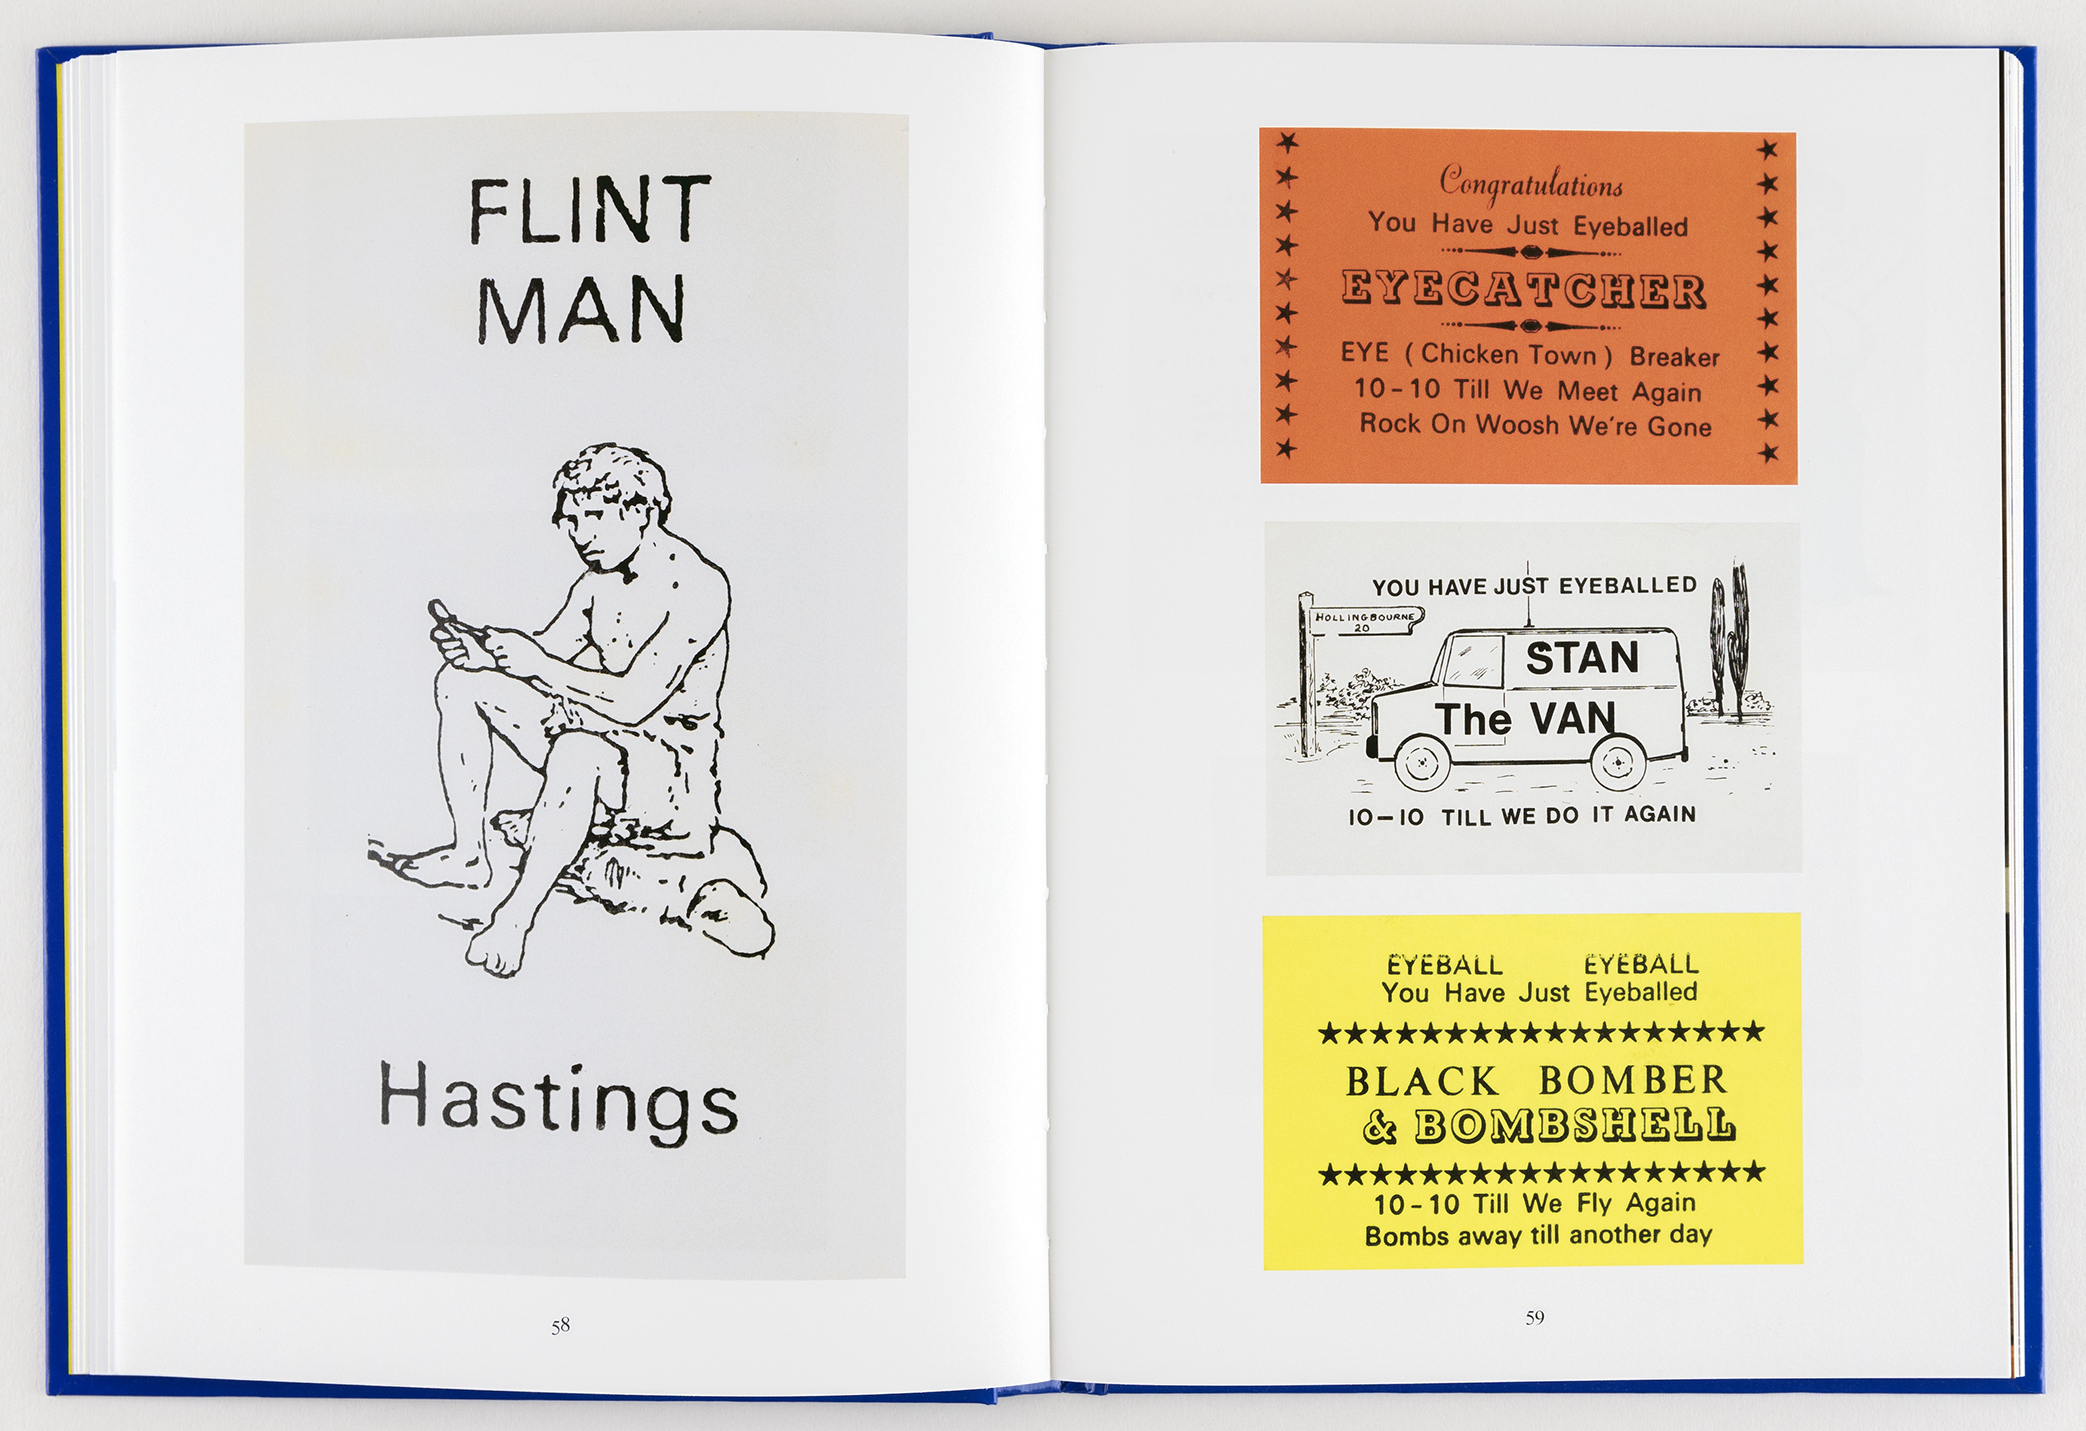 FLINT
MAN
Hastings
58
Congratulations
You Have Just Eyeballed
EYECATCHER
EYE ( Chicken Town ) Breaker
10-10 Till We Meet Again
Rock On Woosh We're Gone
YOU HAVE JUST EYEBALLED
HOLLINGBOURNE
20
STAN
The VAN
10-10 TILL WE DO IT AGAIN
EYEBALL EYEBALL
You Have Just Eyeballed
BLACK BOMBER
& BOMBSHELL
10-10 Till We Fly Again
Bombs away till another day
59